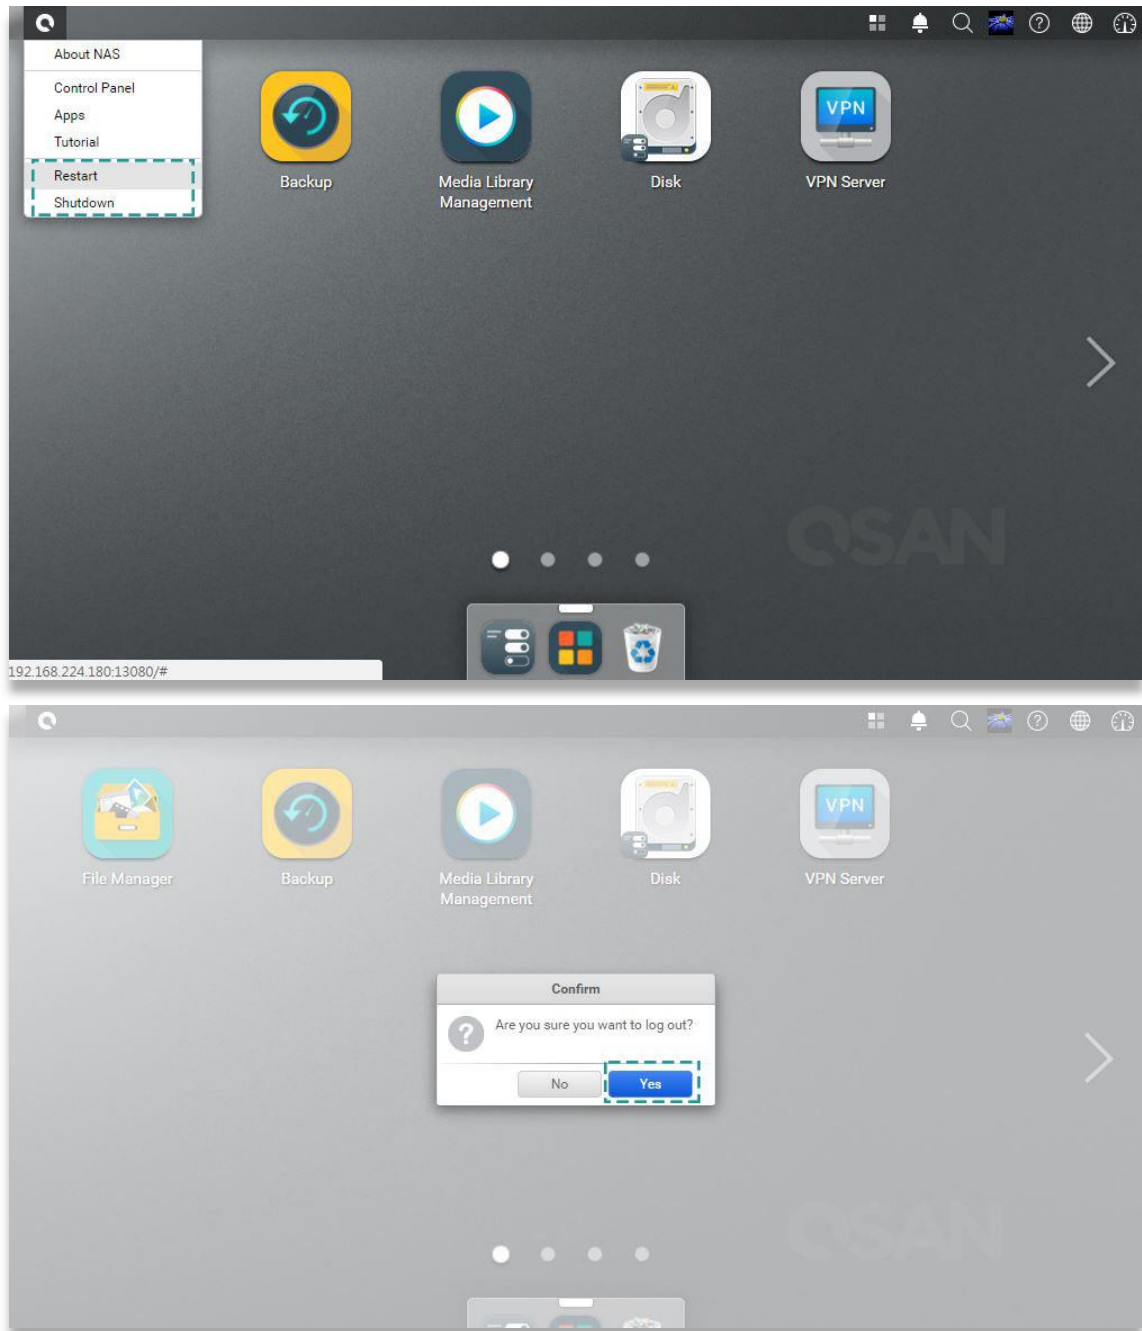 About NAS
Control Panel
Apps
Tutorial
Restart
Shutdown
Backup
Media Library
Management
Disk
VPN
VPN Server
QSAN
192.168.224.180:13080/#
File Manager
Backup
Media Library
Management
Disk
VPN
VPN Server
Confirm
Are you sure you want to log out?
No
Yes
QSAN